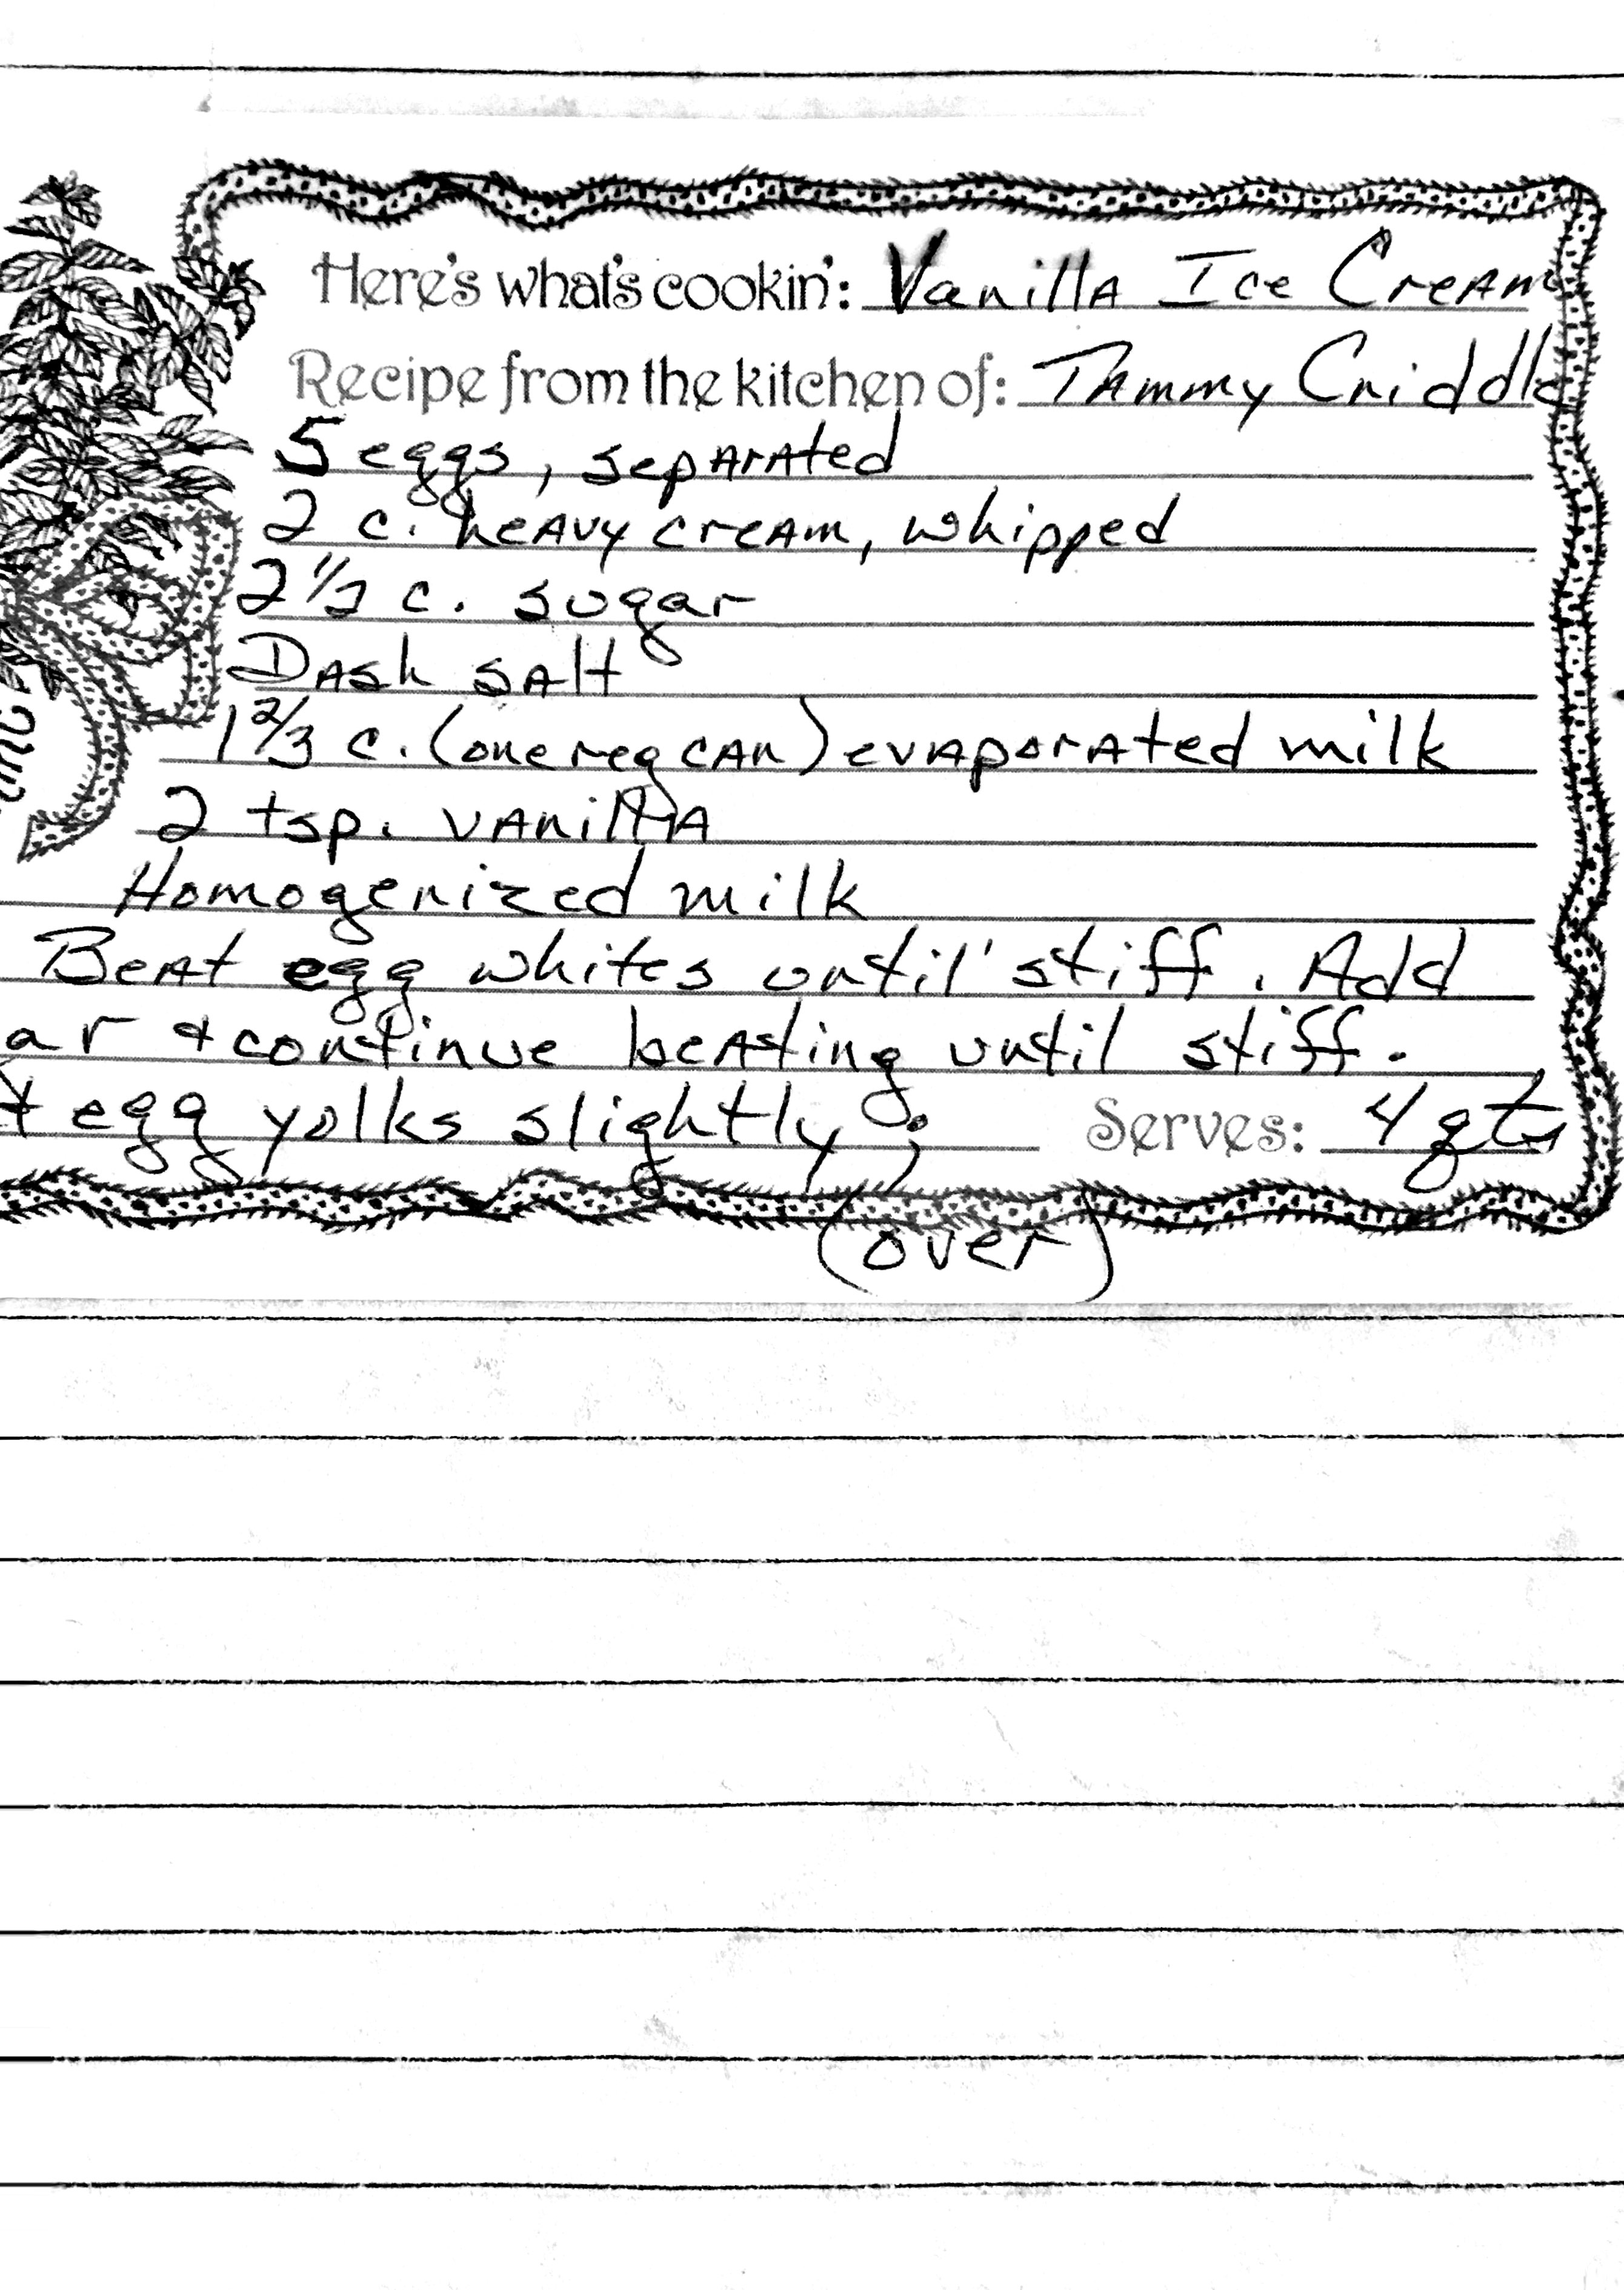 Here's what's cookin': Vanilla Ice Cream
Recipe from the kitchen of: Tammy Criddle
5 eggs, separated
2 c. heavy cream, whipped
2 1/2 c. sugar
Dash salt
1 2/3 c. (one reg can) evaporated milk
2 tsp. vanilla
Homogenized milk
Beat egg whites until stiff. Add
ar & continue beating until stiff.
t egg yolks slightly; Serves: 4 qts
(over)